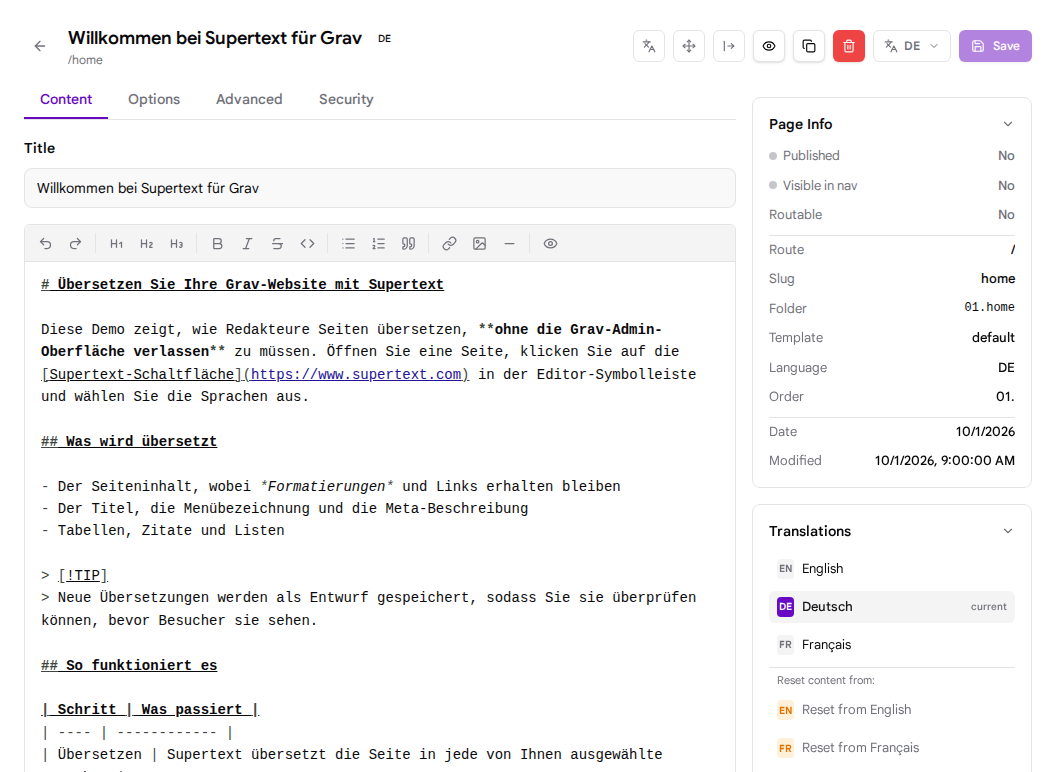 Willkommen bei Supertext für Grav DE
/home
DE
Save
Content Options Advanced Security
Title
Willkommen bei Supertext für Grav
H1 H2 H3 B I S
# Übersetzen Sie Ihre Grav-Website mit Supertext
Diese Demo zeigt, wie Redakteure Seiten übersetzen, **ohne die Grav-Admin-
Oberfläche verlassen** zu müssen. Öffnen Sie eine Seite, klicken Sie auf die
[Supertext-Schaltfläche](https://www.supertext.com) in der Editor-Symbolleiste
und wählen Sie die Sprachen aus.
## Was wird übersetzt
- Der Seiteninhalt, wobei *Formatierungen* und Links erhalten bleiben
- Der Titel, die Menübezeichnung und die Meta-Beschreibung
- Tabellen, Zitate und Listen
> [!TIP]
> Neue Übersetzungen werden als Entwurf gespeichert, sodass Sie sie überprüfen
können, bevor Besucher sie sehen.
## So funktioniert es
| Schritt | Was passiert |
| ---- | ------------ |
| Übersetzen | Supertext übersetzt die Seite in jede von Ihnen ausgewählte
Page Info
Published No
Visible in nav No
Routable No
Route /
Slug home
Folder 01.home
Template default
Language DE
Order 01.
Date 10/1/2026
Modified 10/1/2026, 9:00:00 AM
Translations
EN English
DE Deutsch current
FR Français
Reset content from:
EN Reset from English
FR Reset from Français